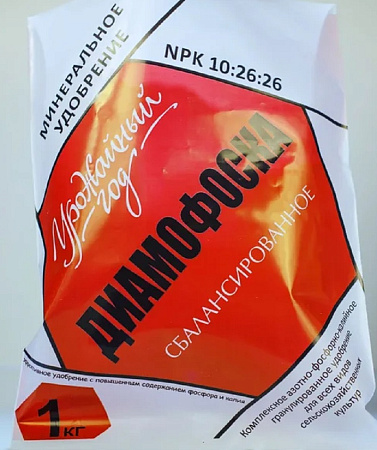 МИНЕРАЛЬНОЕ
УДОБРЕНИЕ
NPK 10:26:26
Урожайный
год
ДИАМОФОСКА
СБАЛАНСИРОВАННОЕ
удобрение с повышенным содержанием фосфора и калия
1 КГ
Комплексное азотно-фосфорно-калийное
гранулированное удобрение
для всех видов
сельскохозяйственных
культур